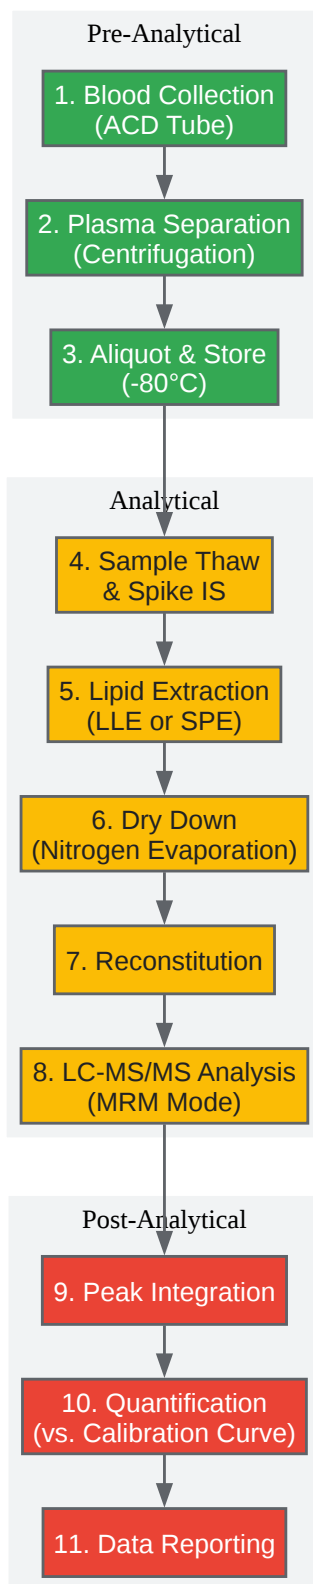 Pre-Analytical
1. Blood Collection
(ACD Tube)
2. Plasma Separation
(Centrifugation)
3. Aliquot & Store
(-80°C)
Analytical
4. Sample Thaw
& Spike IS
5. Lipid Extraction
(LLE or SPE)
6. Dry Down
(Nitrogen Evaporation)
7. Reconstitution
8. LC-MS/MS Analysis
(MRM Mode)
Post-Analytical
9. Peak Integration
10. Quantification
(vs. Calibration Curve)
11. Data Reporting